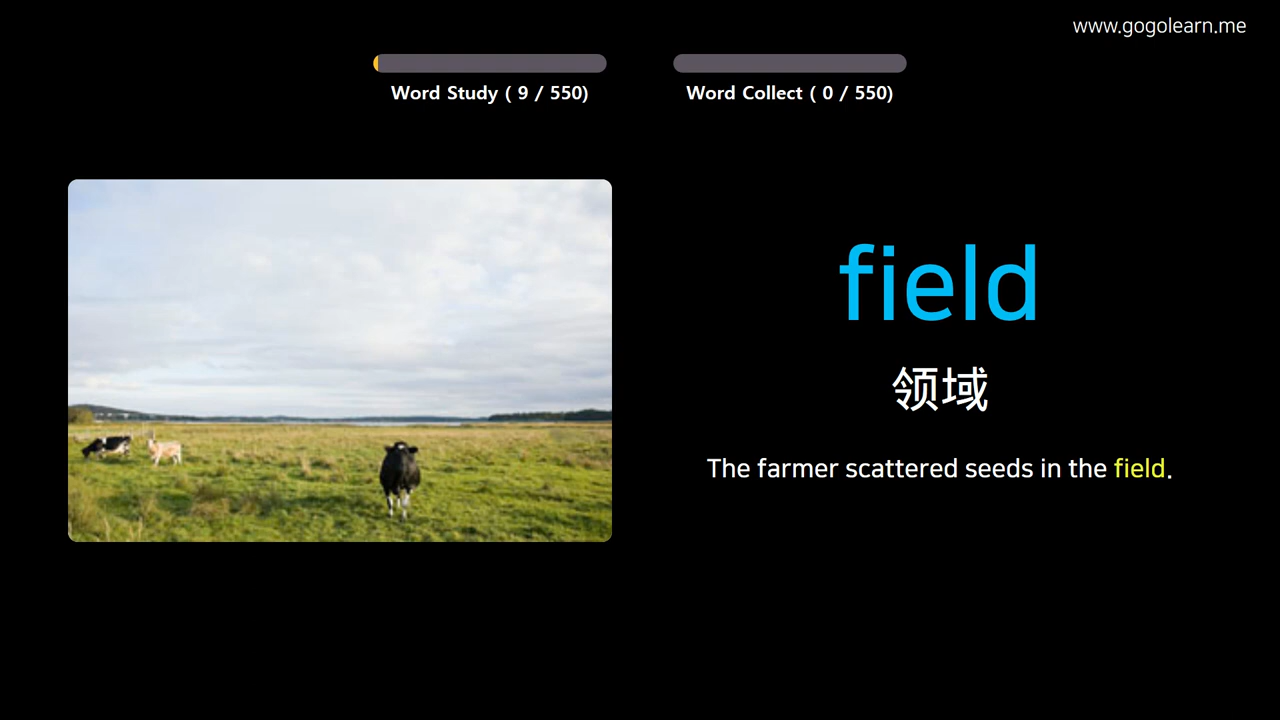 www.gogolearn.me
Word Study ( 9 / 550)
Word Collect ( 0 / 550)
field
领域
The farmer scattered seeds in the field.